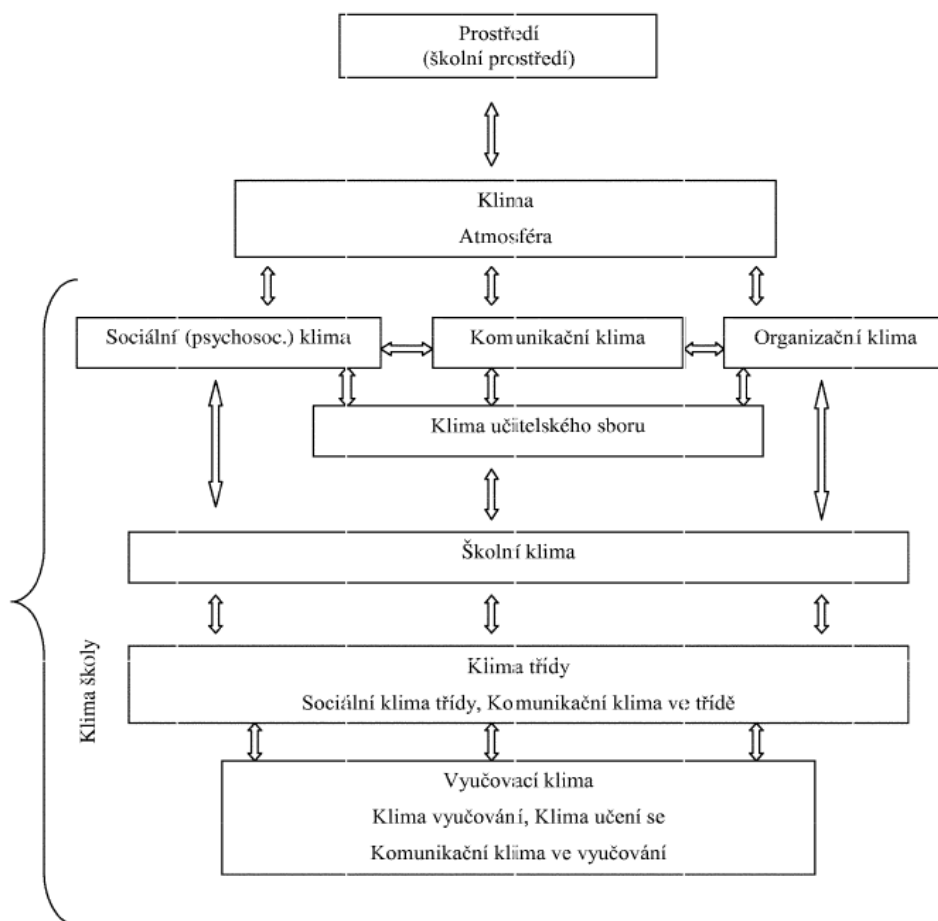 Prostředí
(školní prostředí)
Klima
Atmosféra
Sociální (psychosoc.) klima
Komunikační klima
Organizační klima
Klima učitelského sboru
Školní klima
Klima školy
Klima třídy
Sociální klima třídy, Komunikační klima ve třídě
Vyučovací klima
Klima vyučování, Klima učení se
Komunikační klima ve vyučování